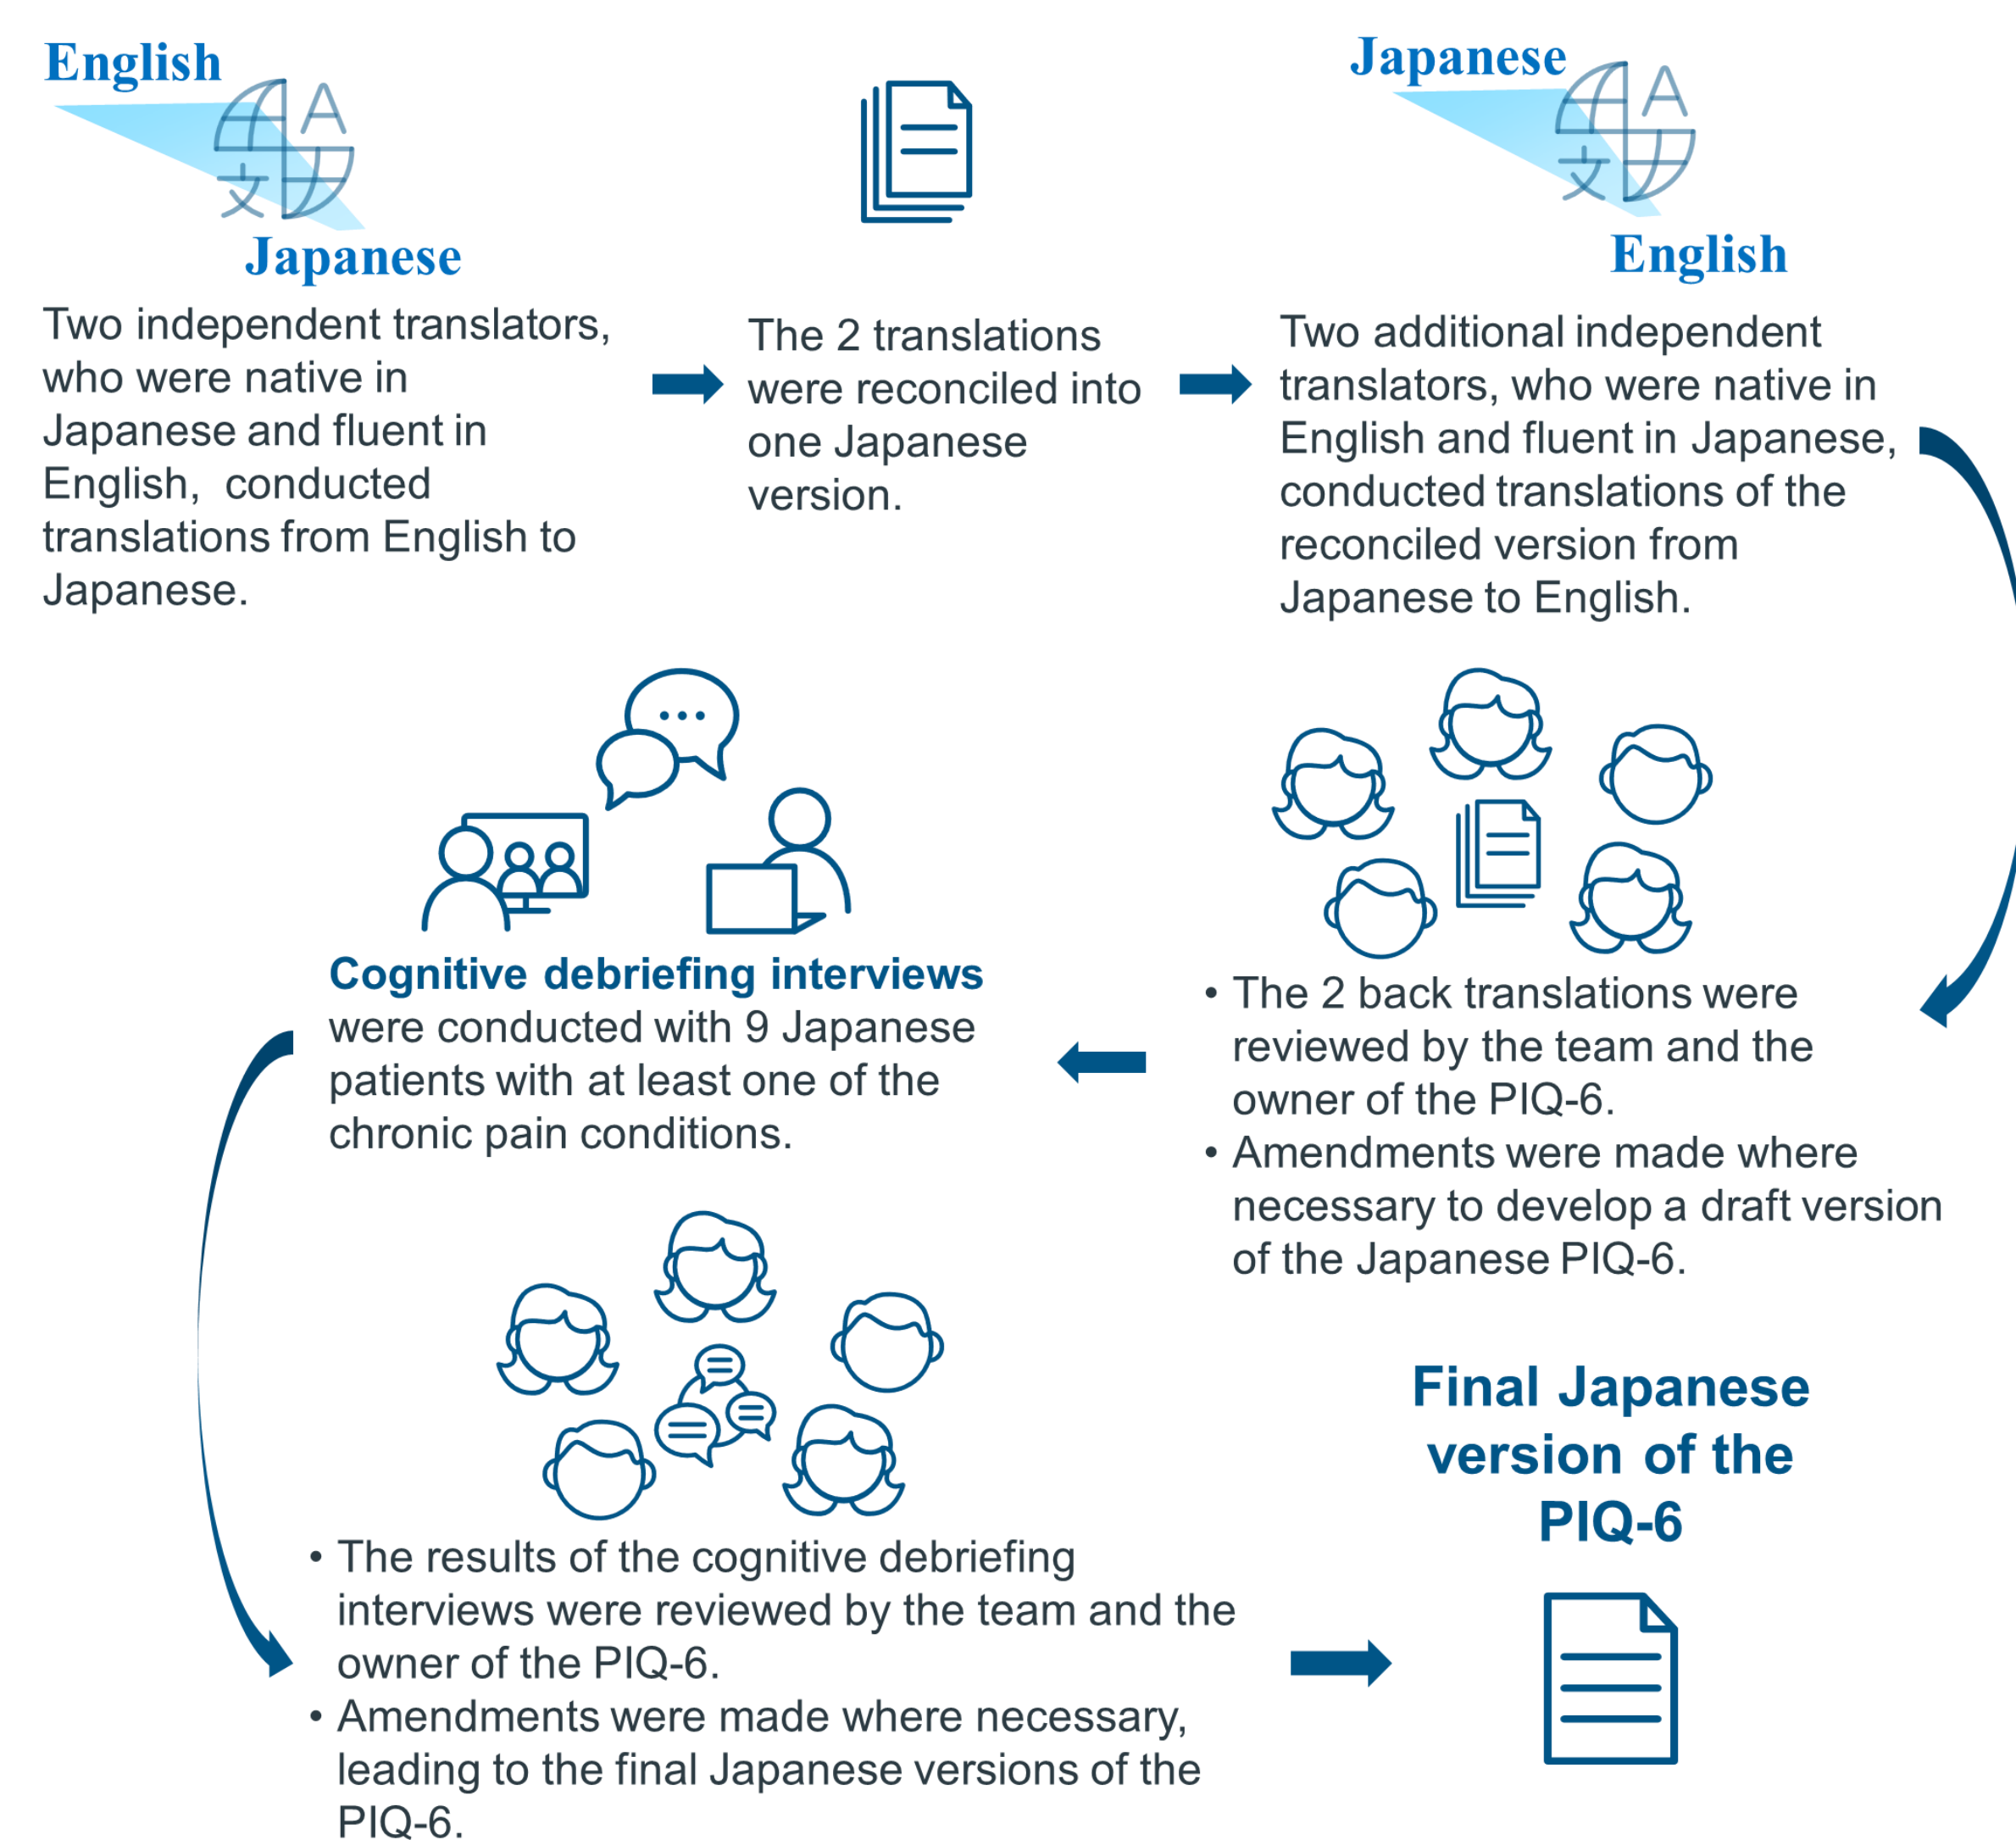 English
Japanese
Two independent translators,
who were native in
Japanese and fluent in
English, conducted
translations from English to
Japanese.
The 2 translations
were reconciled into
one Japanese
version.
Japanese
English
Two additional independent
translators, who were native in
English and fluent in Japanese,
conducted translations of the
reconciled version from
Japanese to English.
• The 2 back translations were
reviewed by the team and the
owner of the PIQ-6.
• Amendments were made where
necessary to develop a draft version
of the Japanese PIQ-6.
Cognitive debriefing interviews
were conducted with 9 Japanese
patients with at least one of the
chronic pain conditions.
• The results of the cognitive debriefing
interviews were reviewed by the team and the
owner of the PIQ-6.
• Amendments were made where necessary,
leading to the final Japanese versions of the
PIQ-6.
Final Japanese
version of the
PIQ-6